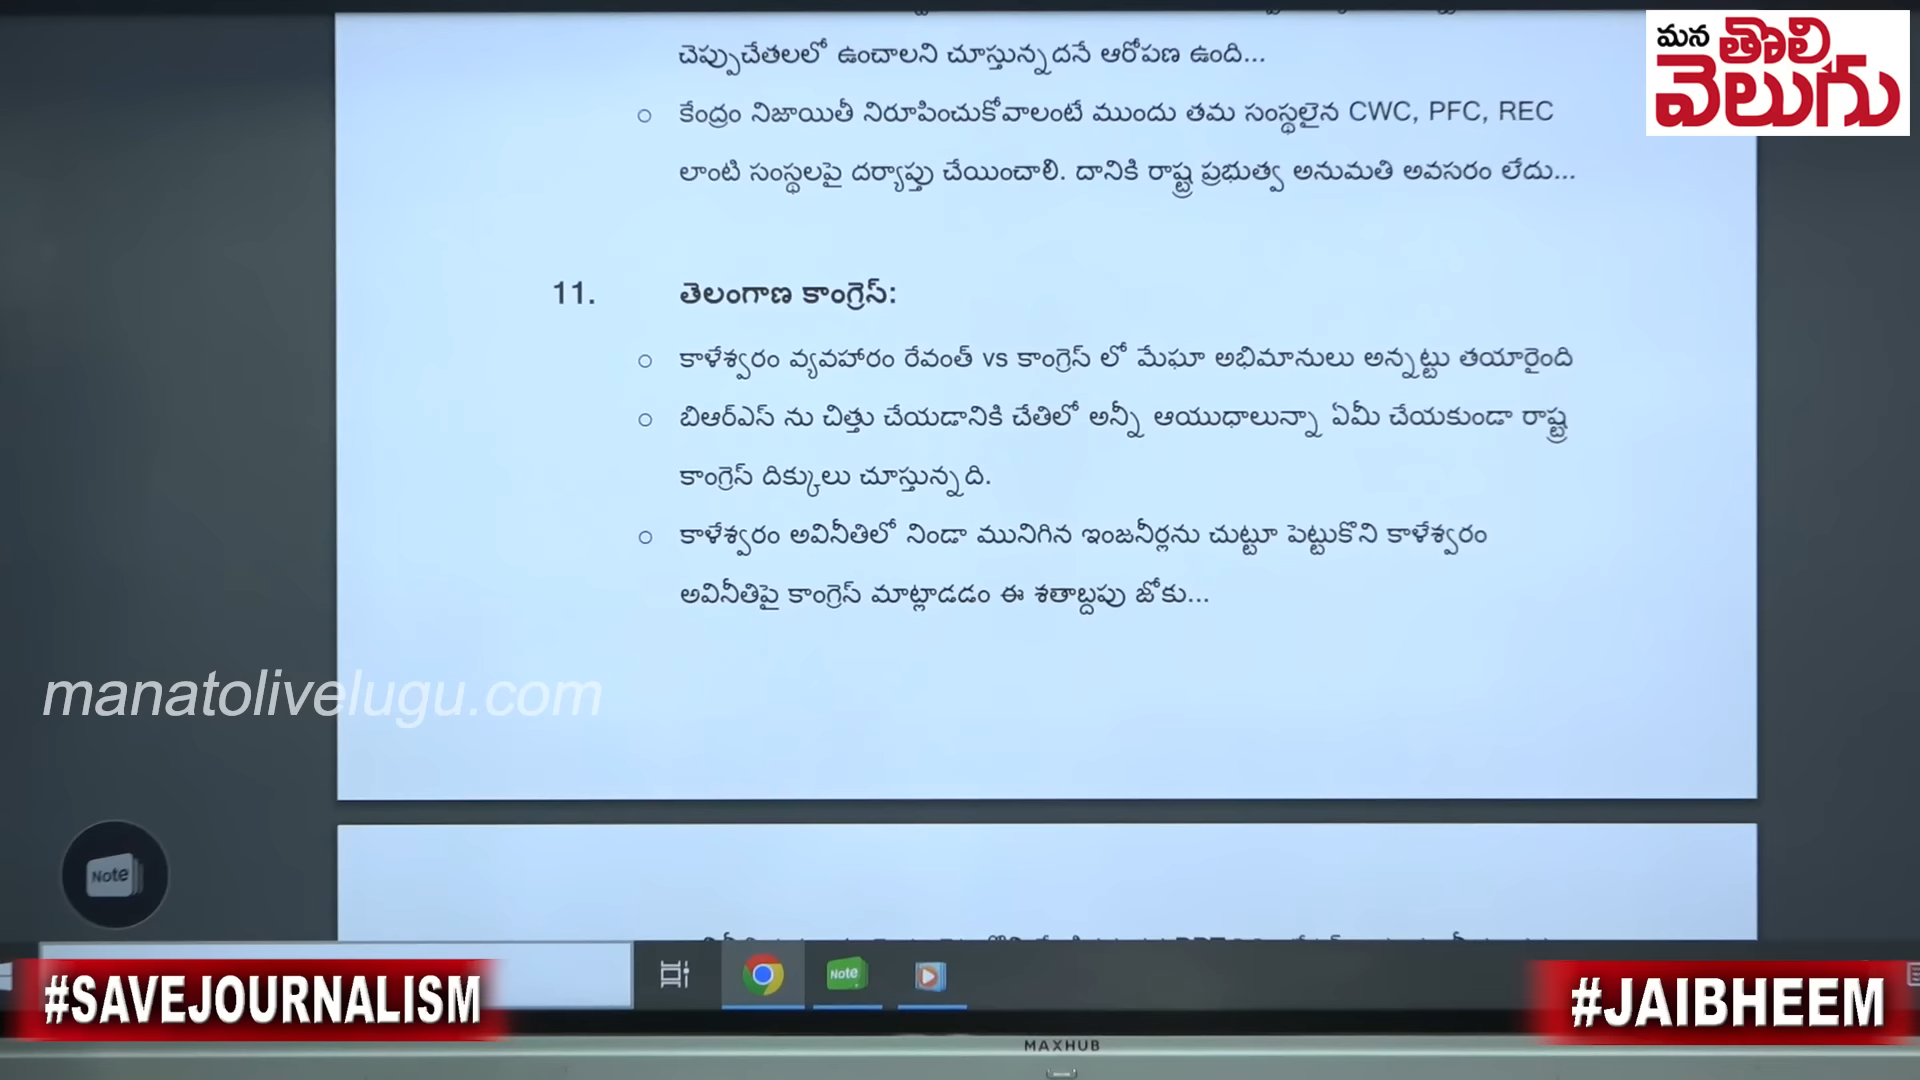 మన తొలి
వెలుగు
చెప్పుచేతలలో ఉంచాలని చూస్తున్నదనే ఆరోపణ ఉంది...
○ కేంద్రం నిజాయితీ నిరూపించుకోవాలంటే ముందు తమ సంస్థలైన CWC, PFC, REC
లాంటి సంస్థలపై దర్యాప్తు చేయించాలి. దానికి రాష్ట్ర ప్రభుత్వ అనుమతి అవసరం లేదు...
11. తెలంగాణ కాంగ్రెస్:
○ కాళేశ్వరం వ్యవహారం రేవంత్ vs కాంగ్రెస్ లో మేఘా అభిమానులు అన్నట్టు తయారైంది
○ బిఆర్ఎస్ ను చిత్తు చేయడానికి చేతిలో అన్నీ ఆయుధాలున్నా ఏమీ చేయకుండా రాష్ట్ర
కాంగ్రెస్ దిక్కులు చూస్తున్నది.
○ కాళేశ్వరం అవినీతిలో నిండా మునిగిన ఇంజనీర్లను చుట్టూ పెట్టుకొని కాళేశ్వరం
అవినీతిపై కాంగ్రెస్ మాట్లాడడం ఈ శతాబ్దపు జోకు...
manatolivelugu.com
Note
Note
#SAVEJOURNALISM
#JAIBHEEM
MAXHUB